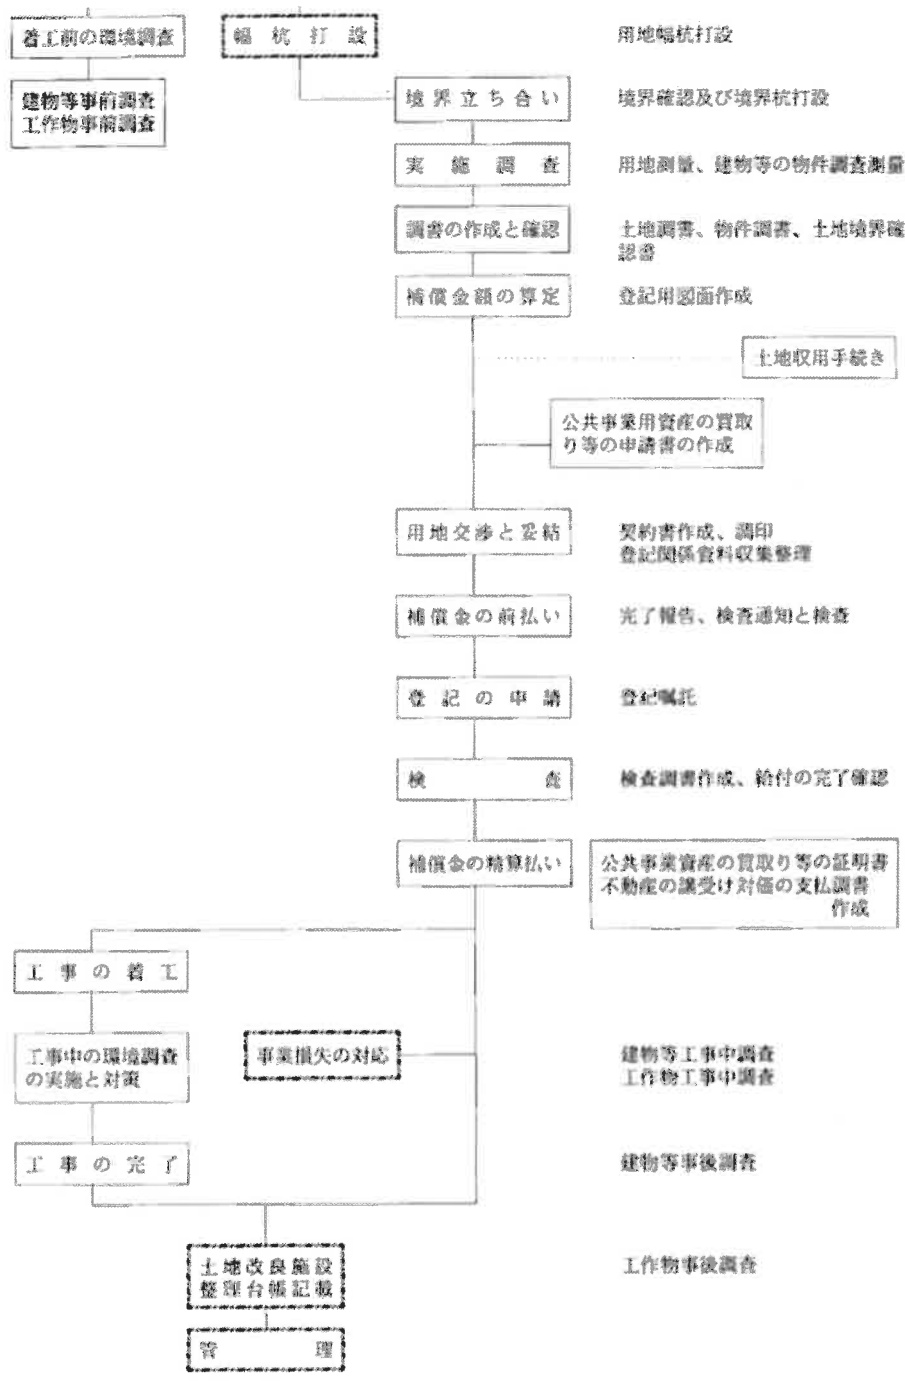 着工前の環境調査
幅杭打設
用地幅杭打設
建物等事前調査
工作物事前調査
境界立ち合い
境界確認及び境界杭打設
実施調査
用地測量、建物等の物件調査測量
調書の作成と確認
土地調書、物件調書、土地境界確
認書
補償金額の算定
登記用図面作成
土地収用手続き
公共事業用資産の買取
り等の申請書の作成
用地交渉と妥結
契約書作成、調印
登記関係資料収集整理
補償金の前払い
完了報告、検査通知と検査
登記の申請
登記嘱託
検査
検査調書作成、給付の完了確認
補償金の精算払い
公共事業資産の買取り等の証明書
不動産の譲受け対価の支払調書
作成
工事の着工
工事中の環境調査
の実施と対策
事業損失の対応
建物等工事中調査
工作物工事中調査
工事の完了
建物等事後調査
土地改良施設
整理台帳記載
工作物事後調査
管理